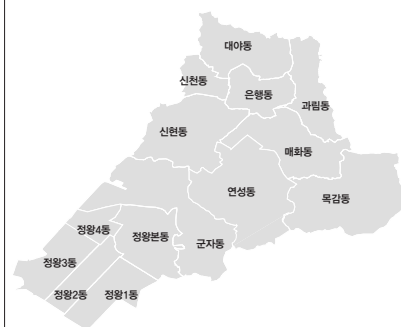 대야동
신천동
은행동
과림동
신현동
매화동
연성동
목감동
정왕4동
정왕본동
군자동
정왕3동
정왕2동
정왕1동